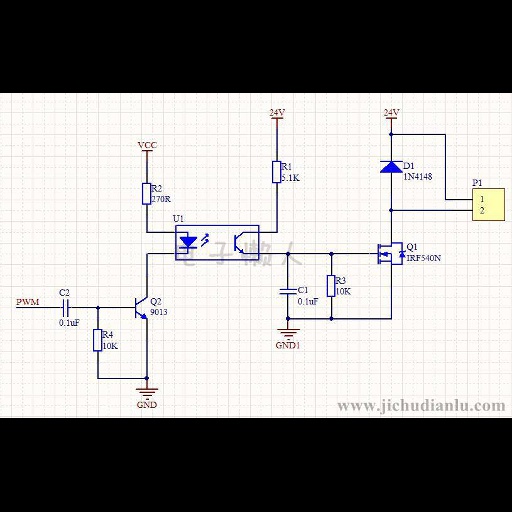 24V
24V
VCC
R1
5.1K
D1
1N4148
P1
1
2
R2
270R
U1
电子懒人
Q1
IRF540N
C2
0.1uF
PWM
Q2
9013
R4
10K
C1
0.1uF
R3
10K
GND1
GND
www.jichudianlu.com